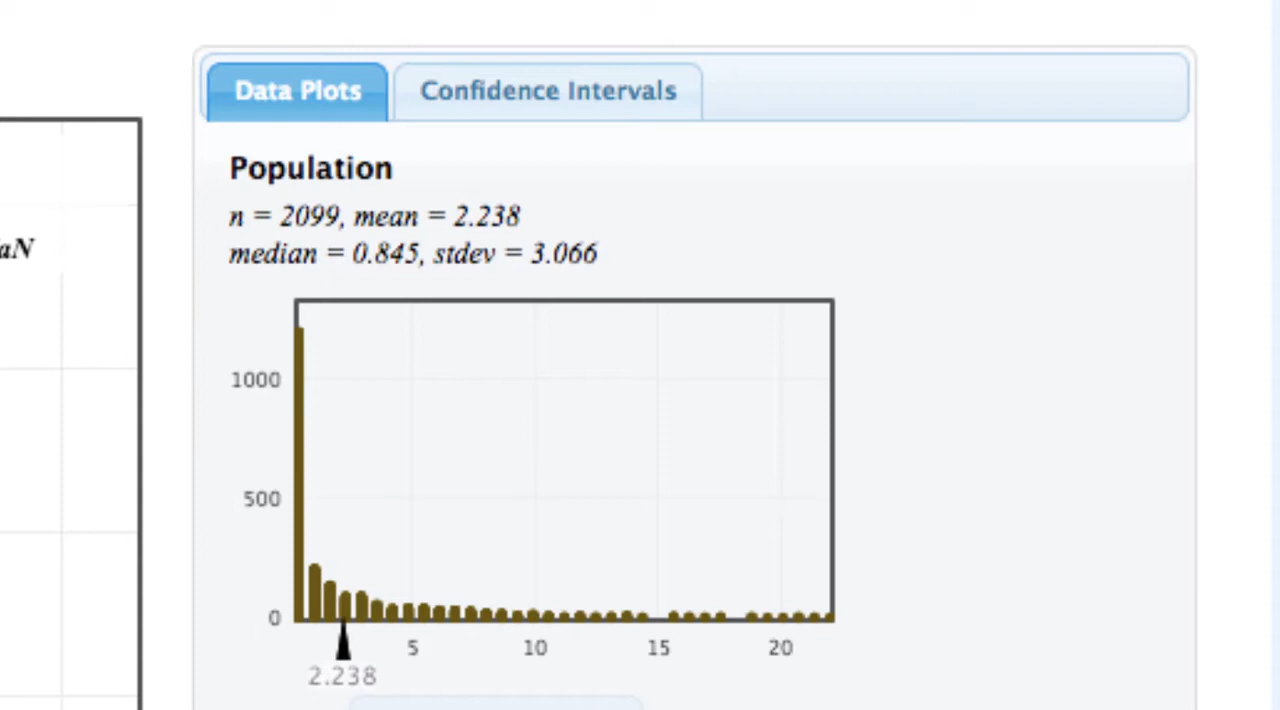 Data Plots Confidence Intervals
Population
n = 2099, mean = 2.238
median = 0.845, stdev = 3.066
aN
1000
500
0
5 10 15 20
2.238